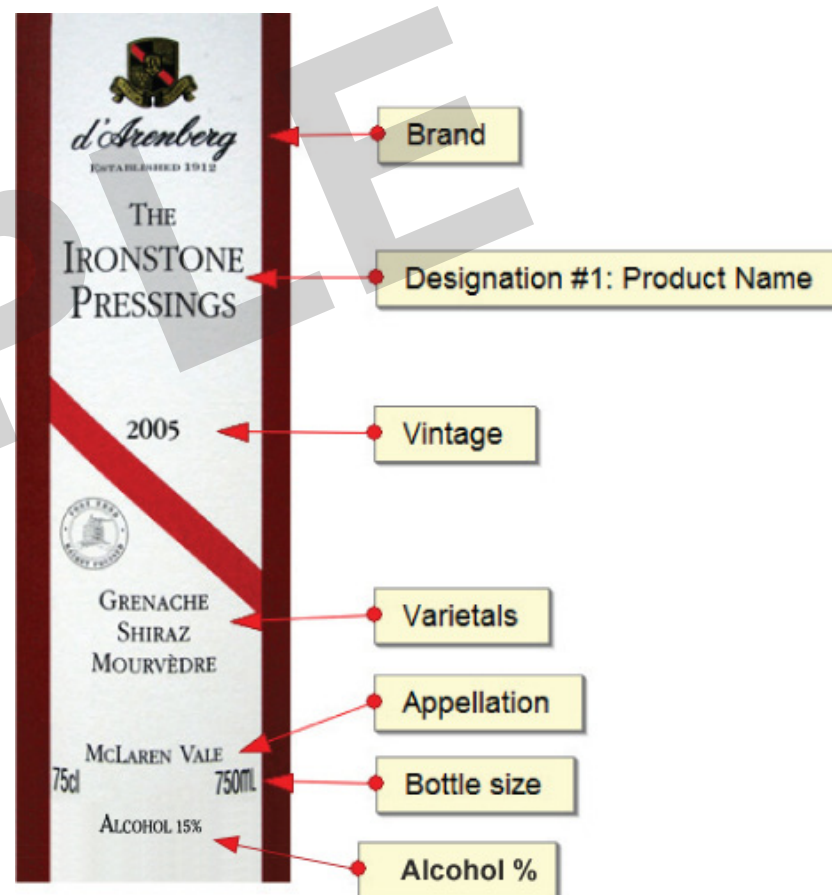 d'Arenberg
ESTABLISHED 1912
Brand
THE
IRONSTONE
PRESSINGS
Designation #1: Product Name
2005
Vintage
GRENACHE
SHIRAZ
MOURVÈDRE
Varietals
Appellation
MCLAREN VALE
75cl 750ML
Bottle size
ALCOHOL 15%
Alcohol %
PLE